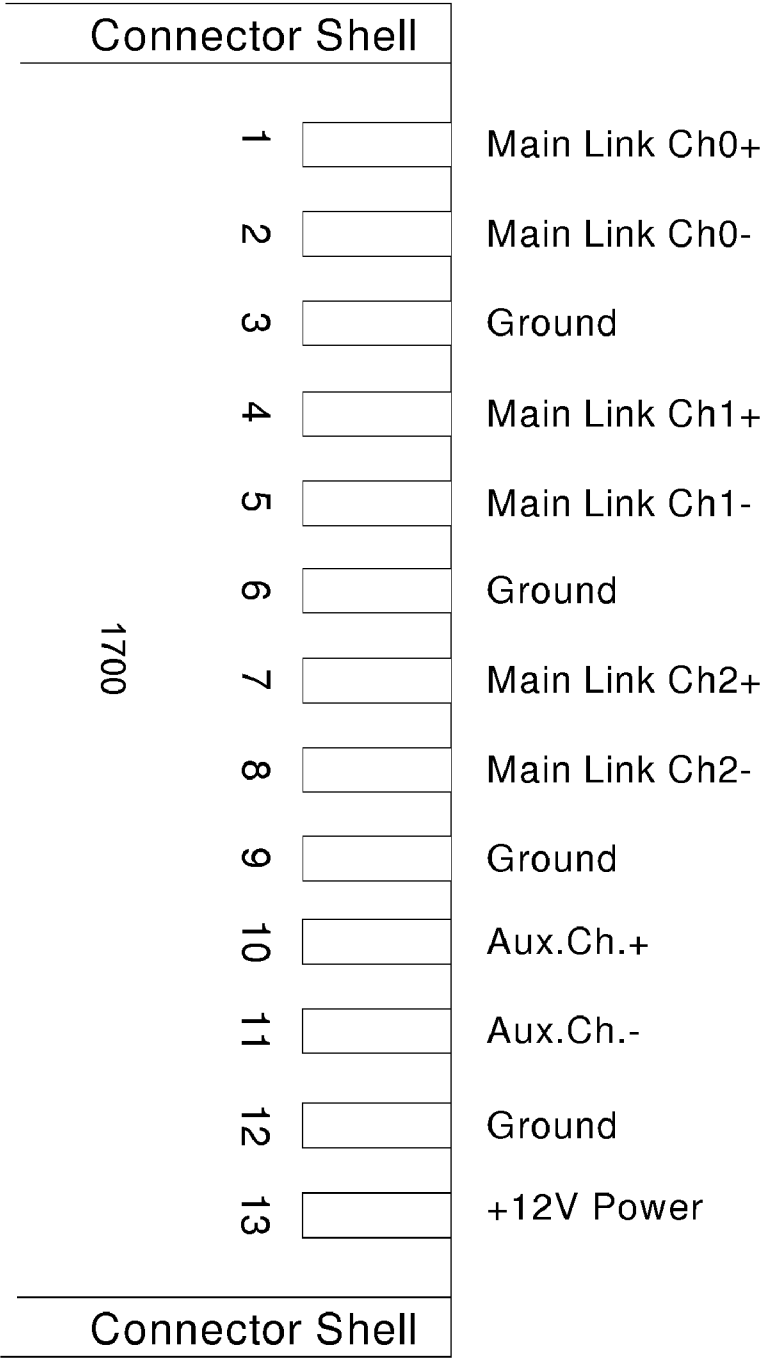 Connector Shell
1 Main Link Ch0+
2 Main Link Ch0-
3 Ground
4 Main Link Ch1+
5 Main Link Ch1-
6 Ground
1700
7 Main Link Ch2+
8 Main Link Ch2-
9 Ground
10 Aux.Ch.+
11 Aux.Ch.-
12 Ground
13 +12V Power
Connector Shell